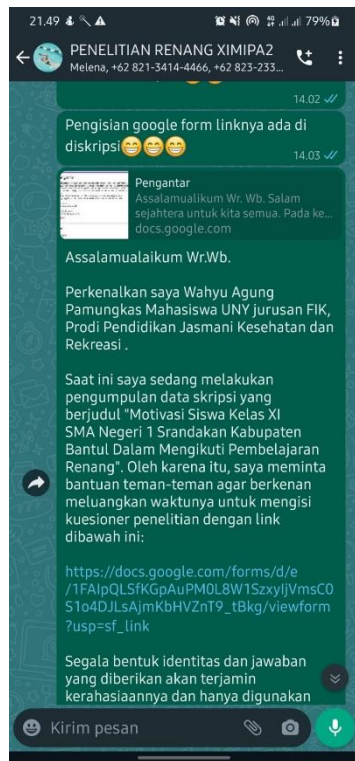 21.49
79%
PENELITIAN RENANG XIMIPA2
Melena, +62 821-3414-4466, +62 823-233...
14.02
Pengisian google form linknya ada di
diskripsi😁😁😁
14.03
Pengantar
Assalamualikum Wr. Wb. Salam
sejahtera untuk kita semua. Pada ke...
docs.google.com
Assalamualaikum Wr.Wb.
Perkenalkan saya Wahyu Agung
Pamungkas Mahasiswa UNY jurusan FIK,
Prodi Pendidikan Jasmani Kesehatan dan
Rekreasi .
Saat ini saya sedang melakukan
pengumpulan data skripsi yang
berjudul "Motivasi Siswa Kelas XI
SMA Negeri 1 Srandakan Kabupaten
Bantul Dalam Mengikuti Pembelajaran
Renang". Oleh karena itu, saya meminta
bantuan teman-teman agar berkenan
meluangkan waktunya untuk mengisi
kuesioner penelitian dengan link
dibawah ini:
https://docs.google.com/forms/d/e
/1FAIpQLSfKGpAuPM0L8W1SzxyIjVmsC0
S1o4DJLsAjmKbHVZnT9_tBkg/viewform
?usp=sf_link
Segala bentuk identitas dan jawaban
yang diberikan akan terjamin
kerahasiaannya dan hanya digunakan
Kirim pesan